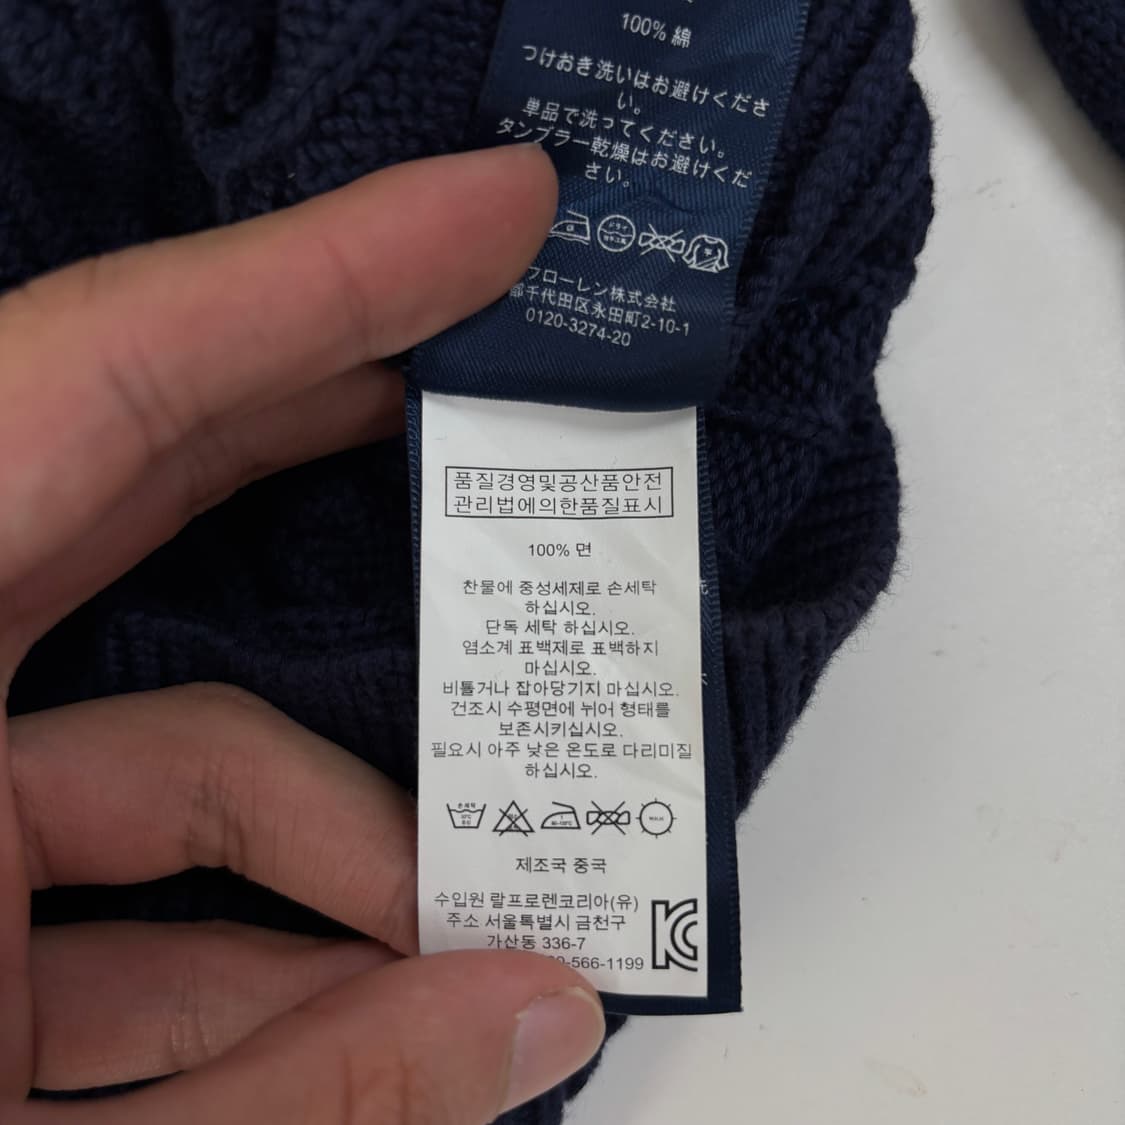 100% 綿
つけおき洗いはお避けくださ
い。
単品で洗ってください。
タンブラー乾燥はお避けくだ
さい。
フローレン株式会社
都千代田区永田町2-10-1
0120-3274-20
품질경영및공산품안전
관리법에의한품질표시
100% 면
찬물에 중성세제로 손세탁
하십시오.
단독 세탁 하십시오.
염소계 표백제로 표백하지
마십시오.
비틀거나 잡아당기지 마십시오.
건조시 수평면에 뉘어 형태를
보존시키십시오.
필요시 아주 낮은 온도로 다리미질
하십시오.
손세탁
제조국 중국
수입원 랄프로렌코리아(유)
주소 서울특별시 금천구
가산동 336-7
-566-1199